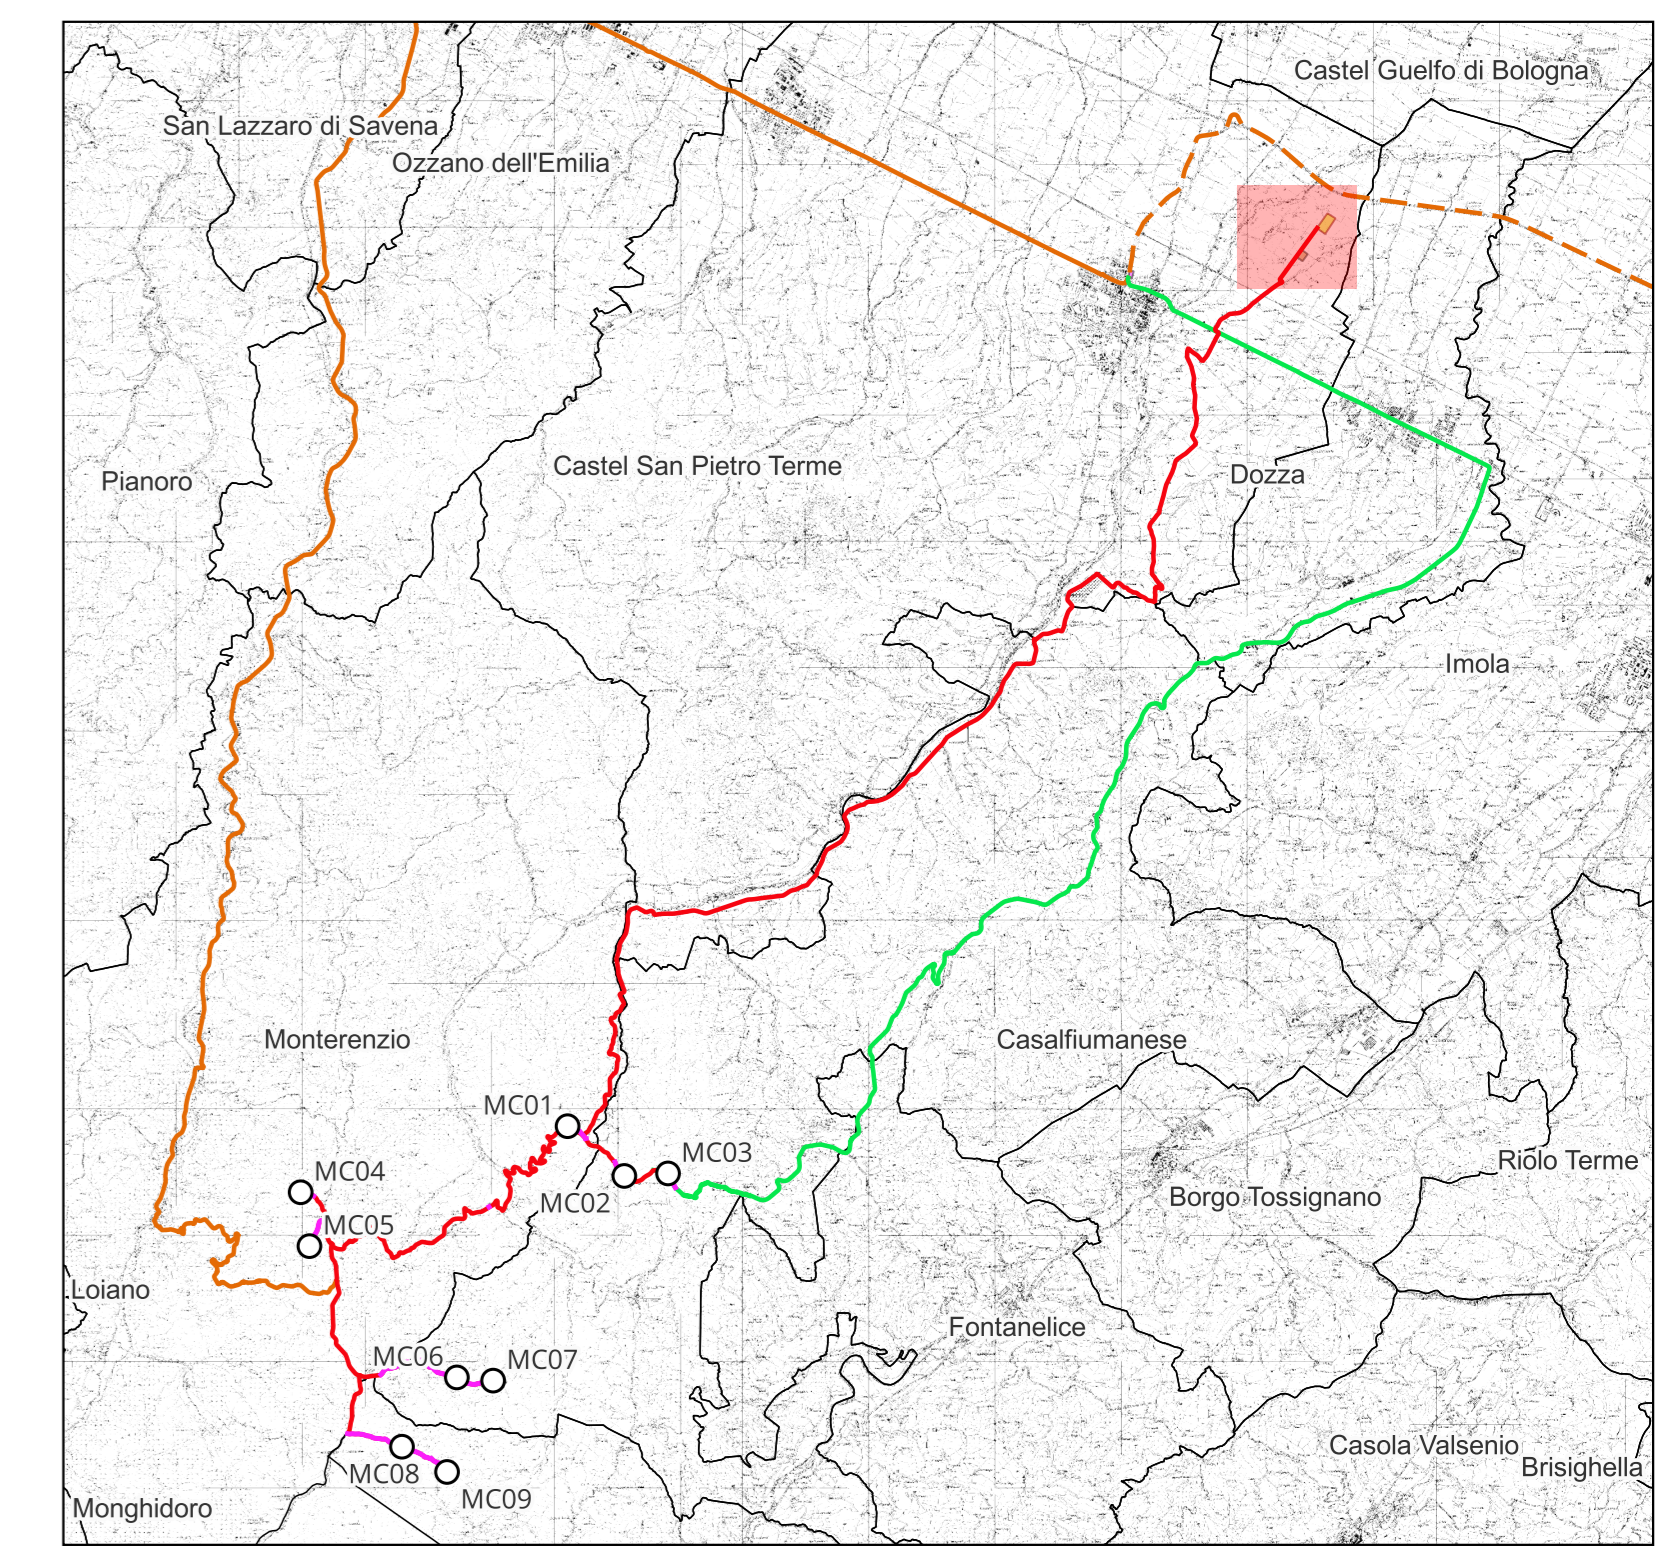 Castel Guelfo di Bologna
San Lazzaro di Savena
Ozzano dell'Emilia
Castel San Pietro Terme
Dozza
Pianoro
Imola
Monterenzio
Casalfiumanese
MC01
MC03
Riolo Terme
MC04
Borgo Tossignano
MC02
MC05
Loiano
Fontanelice
MC06
MC07
Casola Valsenio
Brisighella
MC08
MC09
Monghidoro